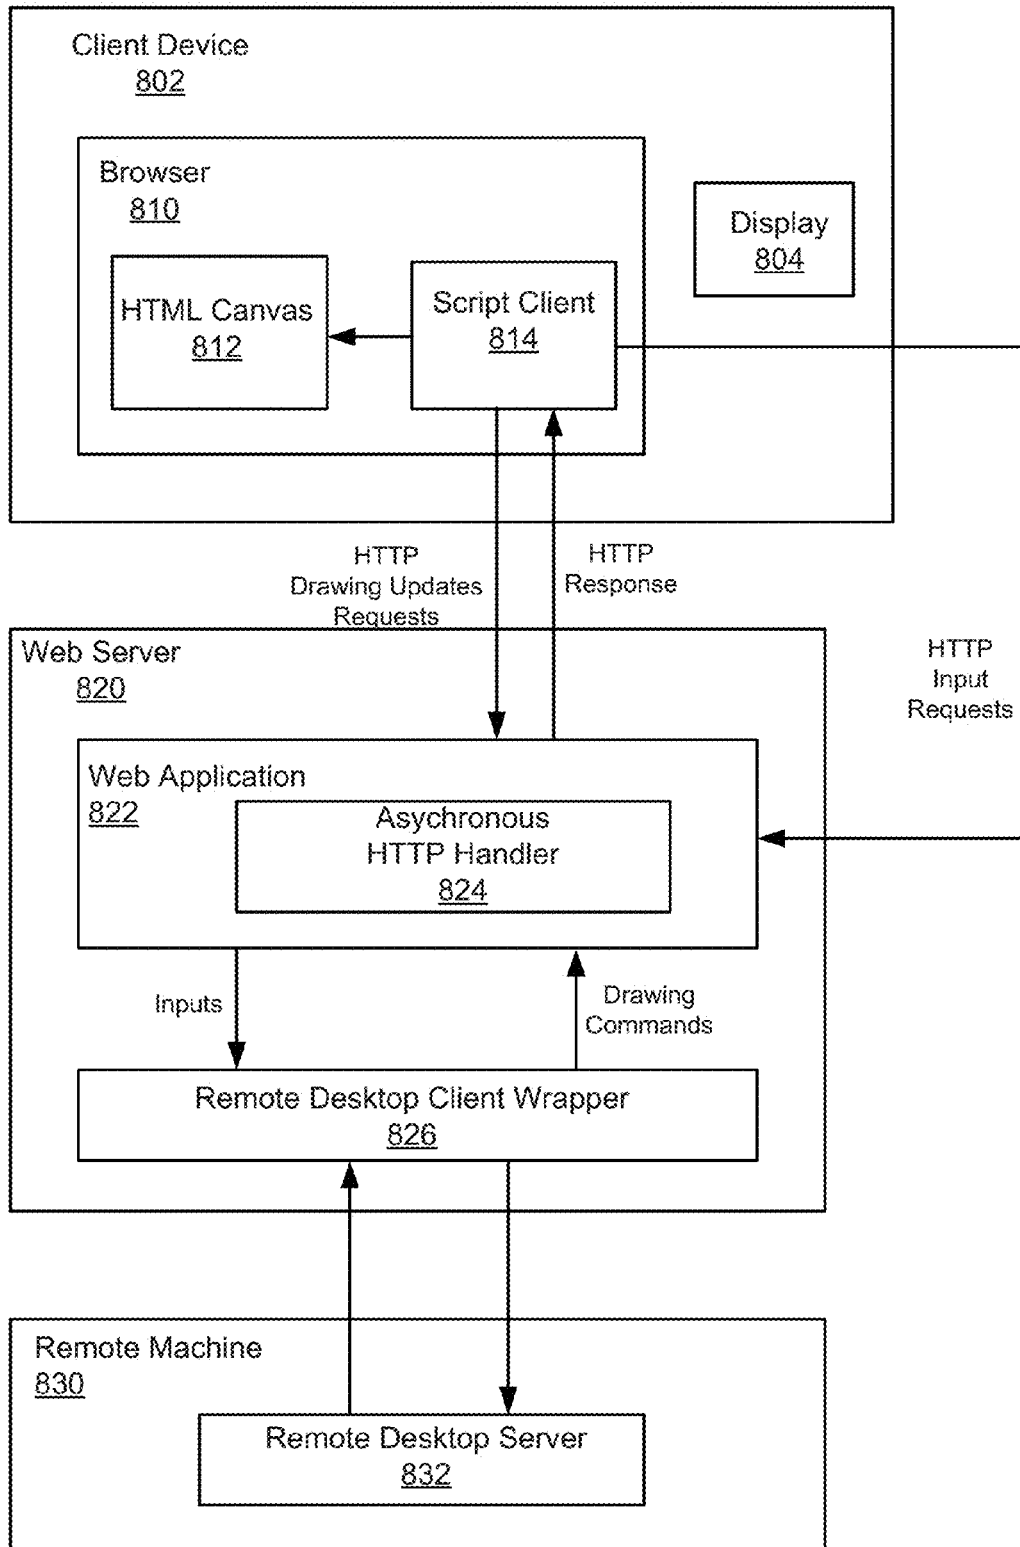 Client Device
802
Browser
810
Display
804
HTML Canvas
812
Script Client
814
HTTP
Drawing Updates
Requests
HTTP
Response
HTTP
Input
Requests
Web Server
820
Web Application
822
Asychronous
HTTP Handler
824
Inputs
Drawing
Commands
Remote Desktop Client Wrapper
826
Remote Machine
830
Remote Desktop Server
832